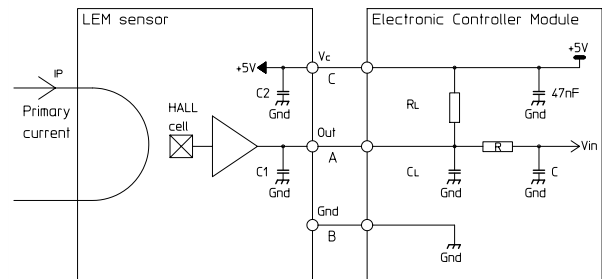 LEM sensor
Electronic Controller Module
IP
Primary
current
HALL
cell
+5V
C2
Gnd
C1
Gnd
Vc
C
Out
A
Gnd
B
+5V
RL
47nF
Gnd
R
Vin
CL
Gnd
C
Gnd
Gnd